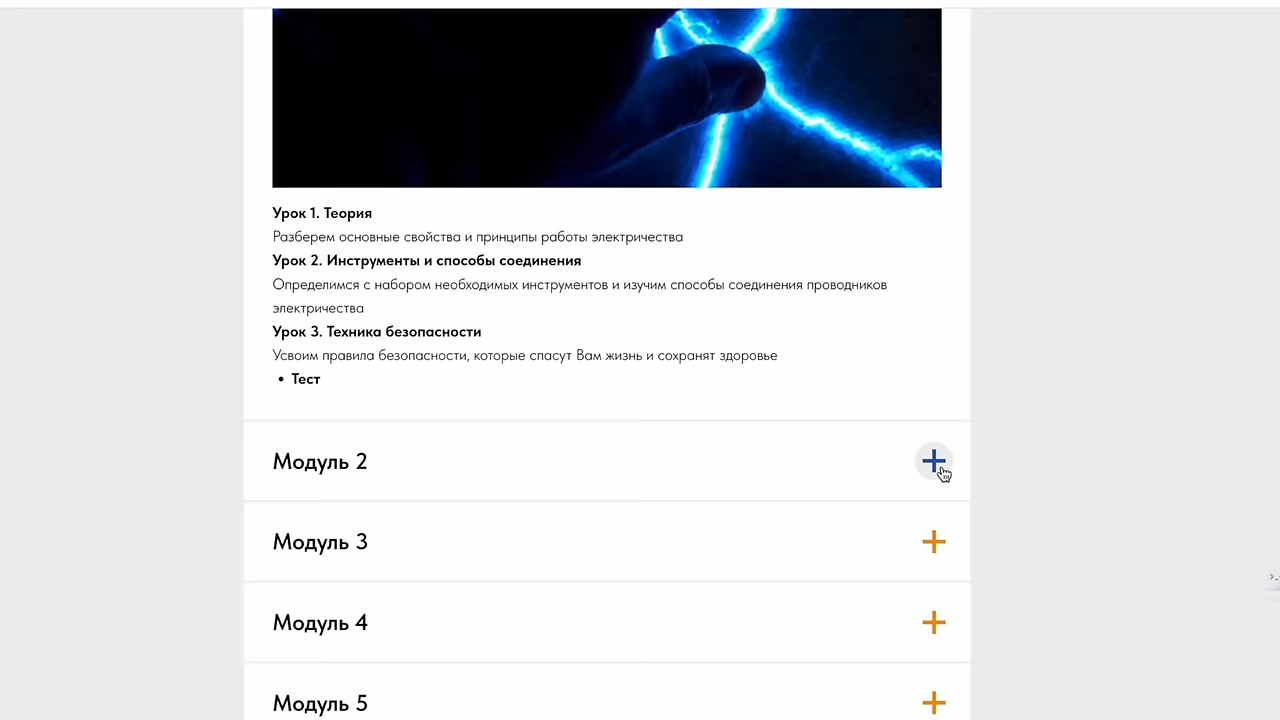 Урок 1. Теория
Разберем основные свойства и принципы работы электричества
Урок 2. Инструменты и способы соединения
Определимся с набором необходимых инструментов и изучим способы соединения проводников
электричества
Урок 3. Техника безопасности
Усвоим правила безопасности, которые спасут Вам жизнь и сохранят здоровье
• Тест
Модуль 2
Модуль 3
Модуль 4
Модуль 5